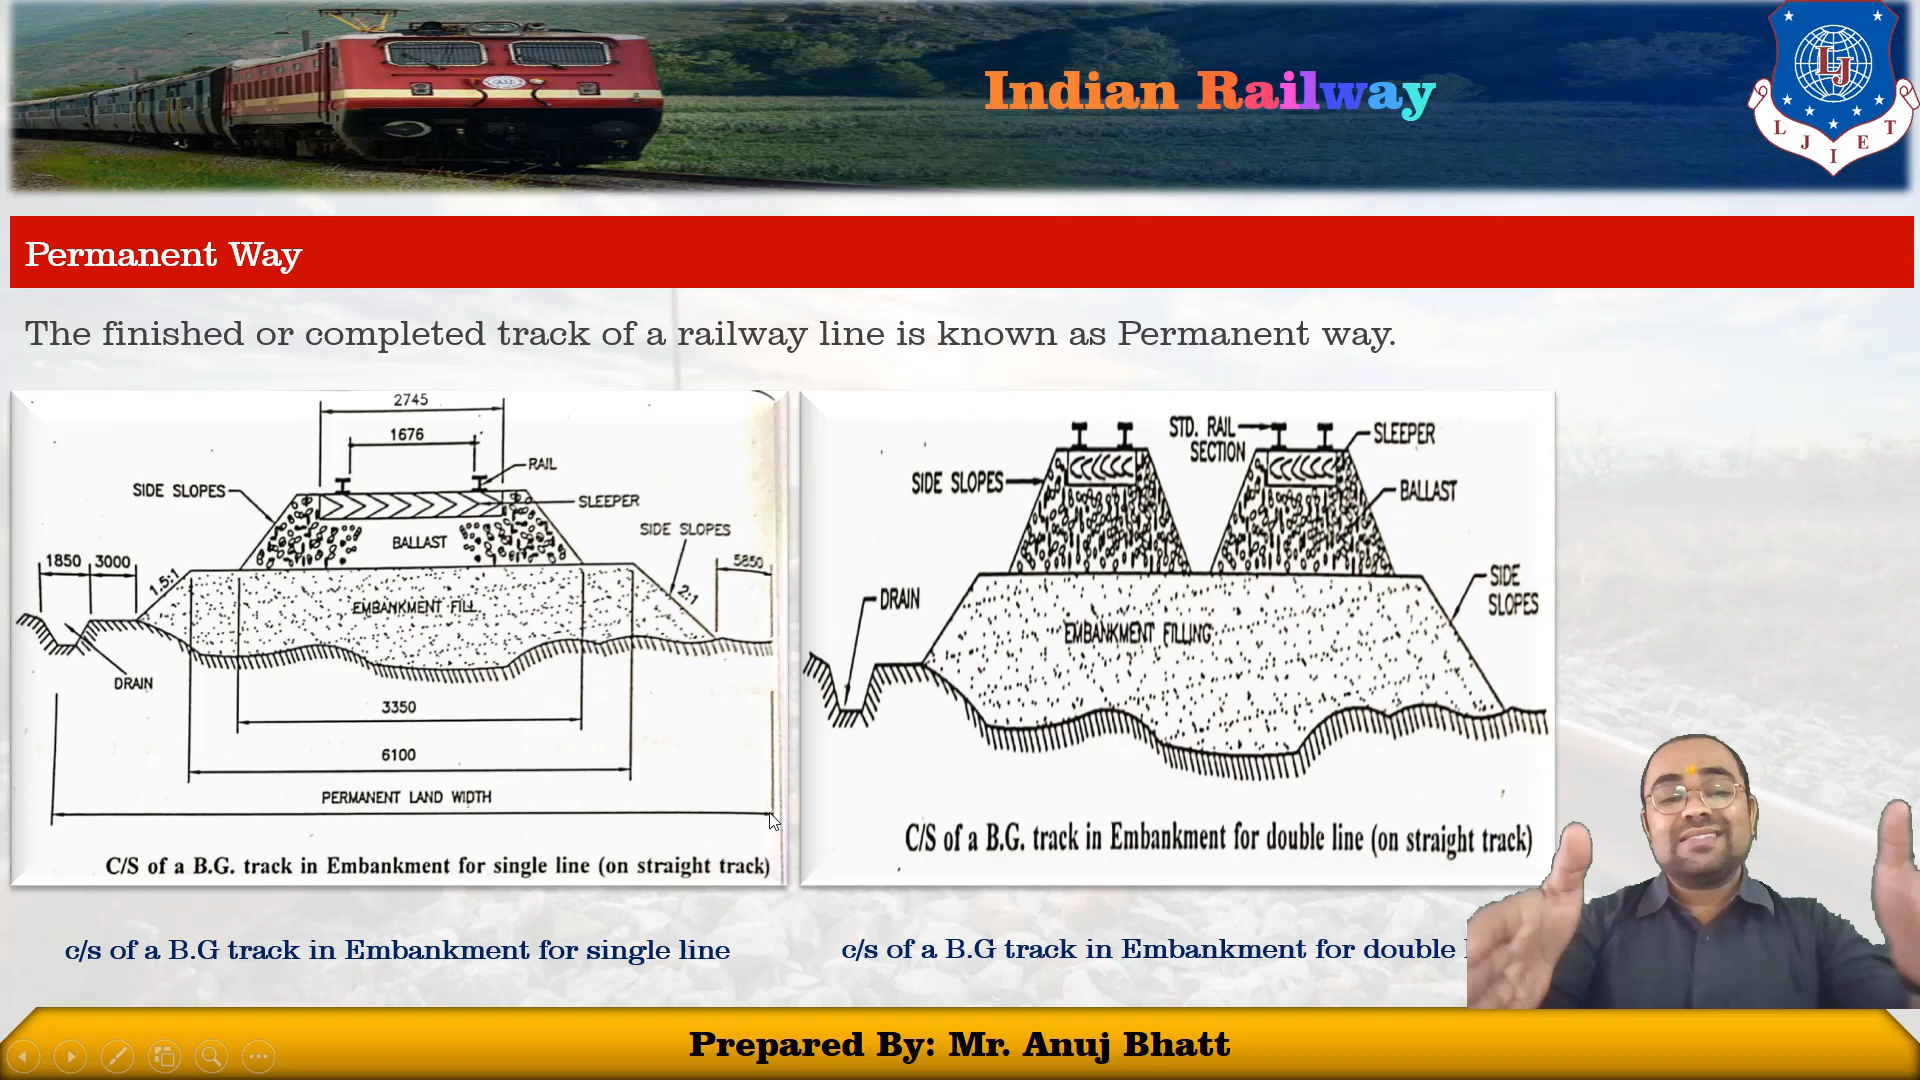 Indian Railway
LJ
L J I E T
Permanent Way
The finished or completed track of a railway line is known as Permanent way.
2745
1676
RAIL
SIDE SLOPES
SLEEPER
SIDE SLOPES
BALLAST
1850 3000
5850
1.5:1
2:1
EMBANKMENT FILL
DRAIN
3350
6100
PERMANENT LAND WIDTH
C/S of a B.G. track in Embankment for single line (on straight track)
STD. RAIL
SECTION
SLEEPER
SIDE SLOPES
BALLAST
DRAIN
SIDE
SLOPES
EMBANKMENT FILLING
C/S of a B.G. track in Embankment for double line (on straight track)
c/s of a B.G track in Embankment for single line
c/s of a B.G track in Embankment for double
Prepared By: Mr. Anuj Bhatt